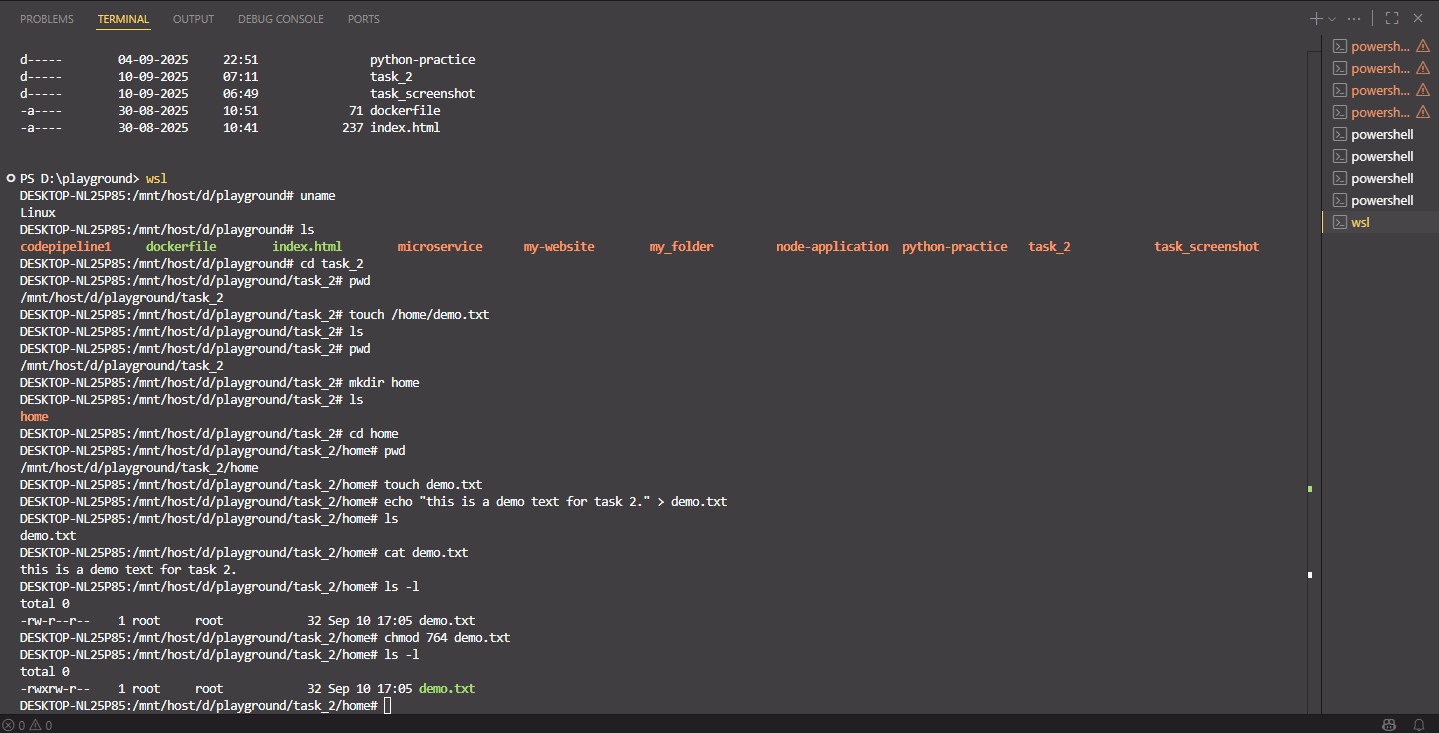 PROBLEMS TERMINAL OUTPUT DEBUG CONSOLE PORTS
d----- 04-09-2025 22:51 python-practice
d----- 10-09-2025 07:11 task_2
d----- 10-09-2025 06:49 task_screenshot
-a---- 30-08-2025 10:51 71 dockerfile
-a---- 30-08-2025 10:41 237 index.html
PS D:\playground> wsl
DESKTOP-NL25P85:/mnt/host/d/playground# uname
Linux
DESKTOP-NL25P85:/mnt/host/d/playground# ls
codepipeline1 dockerfile index.html microservice my-website my_folder node-application python-practice task_2 task_screenshot
DESKTOP-NL25P85:/mnt/host/d/playground# cd task_2
DESKTOP-NL25P85:/mnt/host/d/playground/task_2# pwd
/mnt/host/d/playground/task_2
DESKTOP-NL25P85:/mnt/host/d/playground/task_2# touch /home/demo.txt
DESKTOP-NL25P85:/mnt/host/d/playground/task_2# ls
DESKTOP-NL25P85:/mnt/host/d/playground/task_2# pwd
/mnt/host/d/playground/task_2
DESKTOP-NL25P85:/mnt/host/d/playground/task_2# mkdir home
DESKTOP-NL25P85:/mnt/host/d/playground/task_2# ls
home
DESKTOP-NL25P85:/mnt/host/d/playground/task_2# cd home
DESKTOP-NL25P85:/mnt/host/d/playground/task_2/home# pwd
/mnt/host/d/playground/task_2/home
DESKTOP-NL25P85:/mnt/host/d/playground/task_2/home# touch demo.txt
DESKTOP-NL25P85:/mnt/host/d/playground/task_2/home# echo "this is a demo text for task 2." > demo.txt
DESKTOP-NL25P85:/mnt/host/d/playground/task_2/home# ls
demo.txt
DESKTOP-NL25P85:/mnt/host/d/playground/task_2/home# cat demo.txt
this is a demo text for task 2.
DESKTOP-NL25P85:/mnt/host/d/playground/task_2/home# ls -l
total 0
-rw-r--r-- 1 root root 32 Sep 10 17:05 demo.txt
DESKTOP-NL25P85:/mnt/host/d/playground/task_2/home# chmod 764 demo.txt
DESKTOP-NL25P85:/mnt/host/d/playground/task_2/home# ls -l
total 0
-rwxrw-r-- 1 root root 32 Sep 10 17:05 demo.txt
DESKTOP-NL25P85:/mnt/host/d/playground/task_2/home#
powersh...
powersh...
powersh...
powersh...
powershell
powershell
powershell
powershell
wsl
0 0